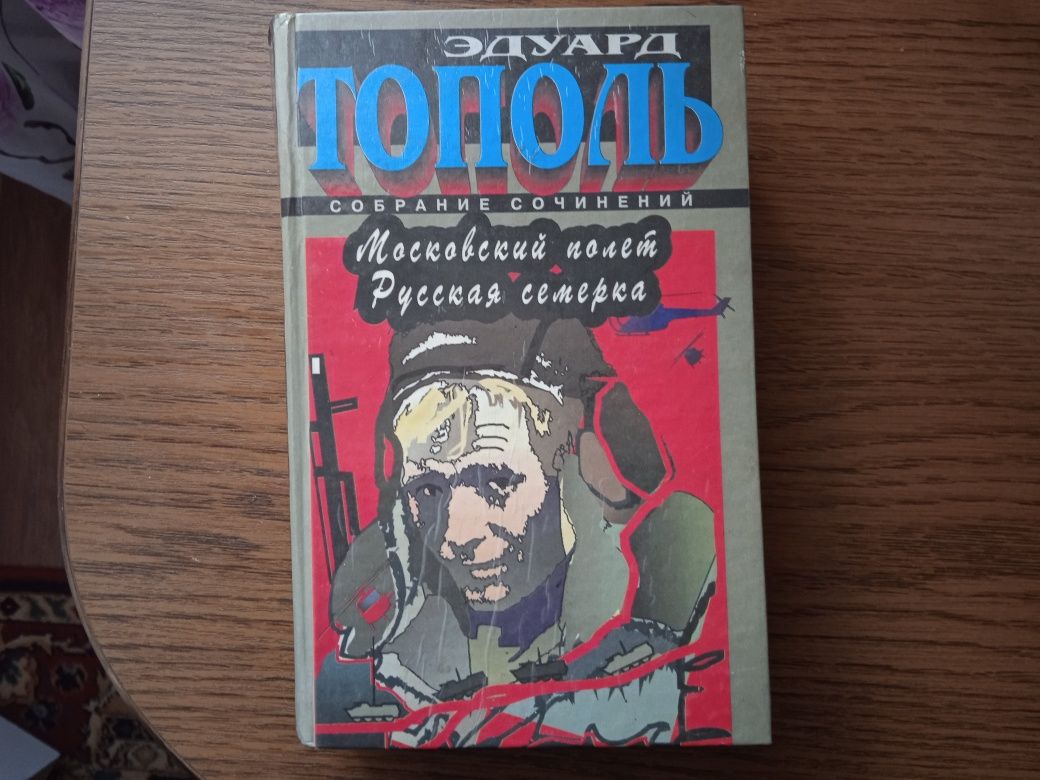 ЭДУАРД
ТОПОЛЬ
СОБРАНИЕ СОЧИНЕНИЙ
Московский полет
Русская семерка